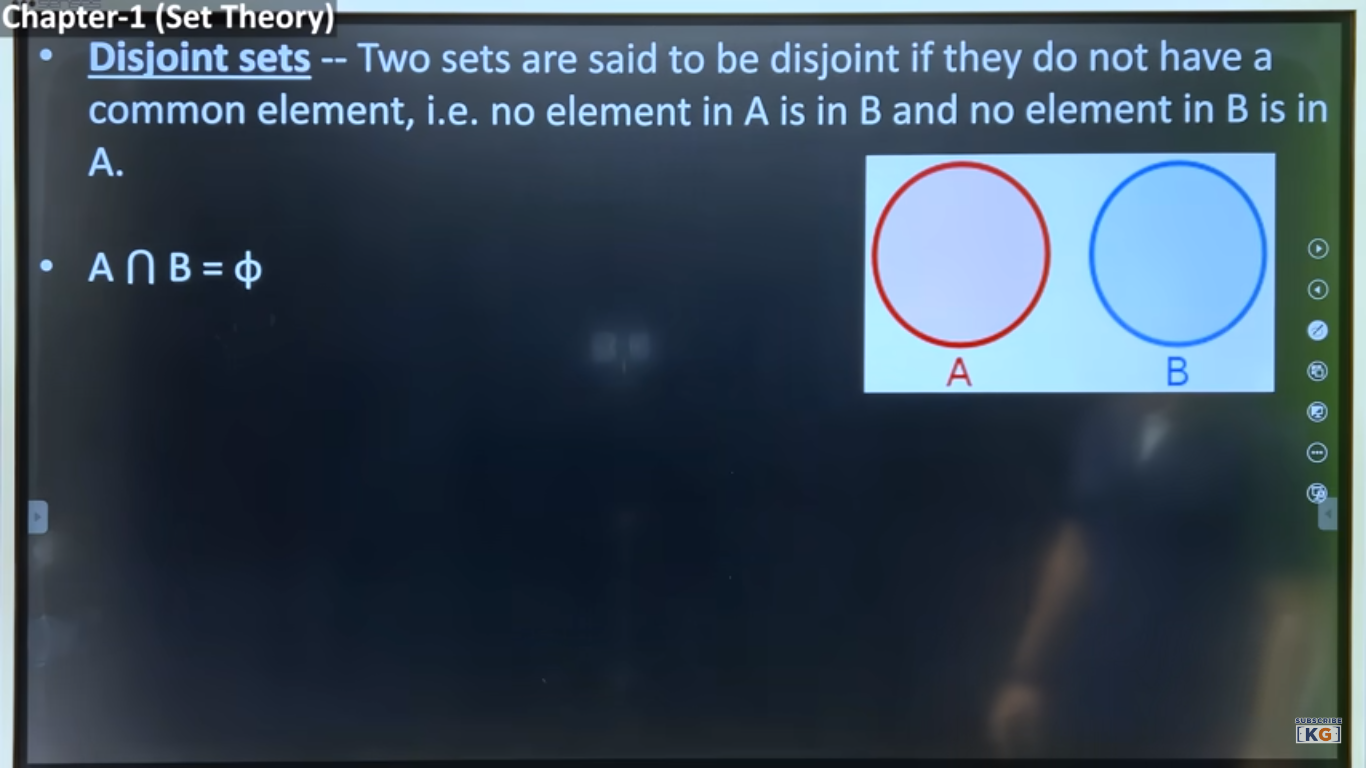 Chapter-1 (Set Theory)
• Disjoint sets -- Two sets are said to be disjoint if they do not have a
common element, i.e. no element in A is in B and no element in B is in
A.
• A ⋂ B = ϕ
A B
SUBSCRIBE
[KG]